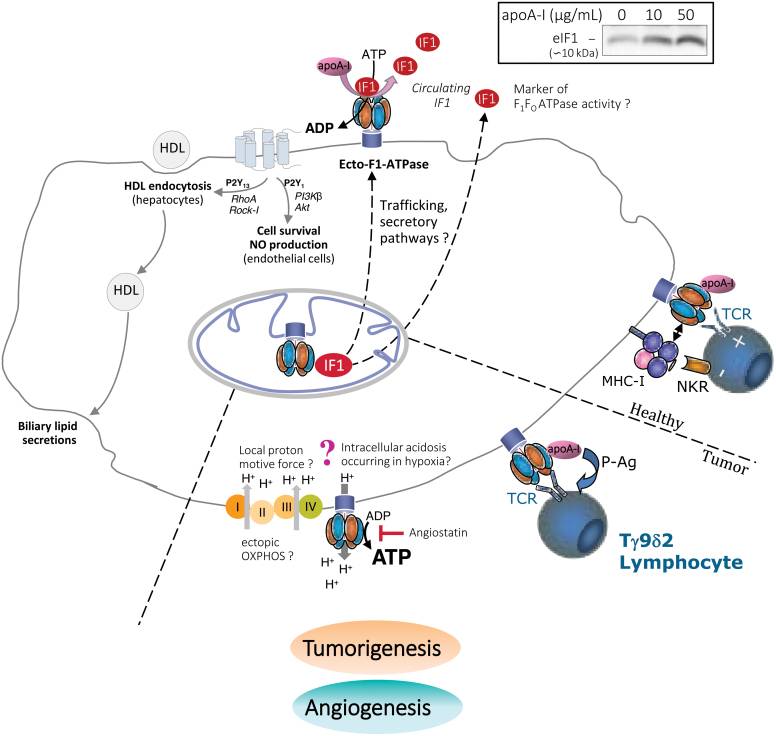 apoA-I (µg/mL) 0 10 50
eIF1 –
(∽10 kDa)
ATP
IF1
apoA-I
IF1
IF1
Circulating
IF1
IF1
Marker of
F1FO ATPase activity ?
ADP
Ecto-F1-ATPase
HDL
HDL endocytosis
(hepatocytes)
P2Y13
RhoA
Rock-I
P2Y1
PI3Kβ
Akt
Cell survival
NO production
(endothelial cells)
Trafficking,
secretory
pathways ?
HDL
IF1
Biliary lipid
secretions
apoA-I
TCR
+
-
MHC-I
NKR
Healthy
Tumor
Local proton
motive force ?
H+ H+ H+ H+
I II III IV
ectopic
OXPHOS ?
?
Intracellular acidosis
occurring in hypoxia?
H+
ADP
ATP
Angiostatin
H+ H+
H+
apoA-I
P-Ag
TCR
Tγ9δ2
Lymphocyte
Tumorigenesis
Angiogenesis